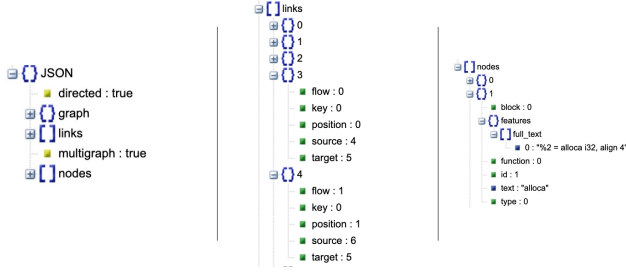 JSON
directed : true
graph
links
multigraph : true
nodes
links
0
1
2
3
flow : 0
key : 0
position : 0
source : 4
target : 5
4
flow : 1
key : 0
position : 1
source : 6
target : 5
nodes
0
1
block : 0
features
full_text
0 : "%2 = alloca i32, align 4"
function : 0
id : 1
text : "alloca"
type : 0